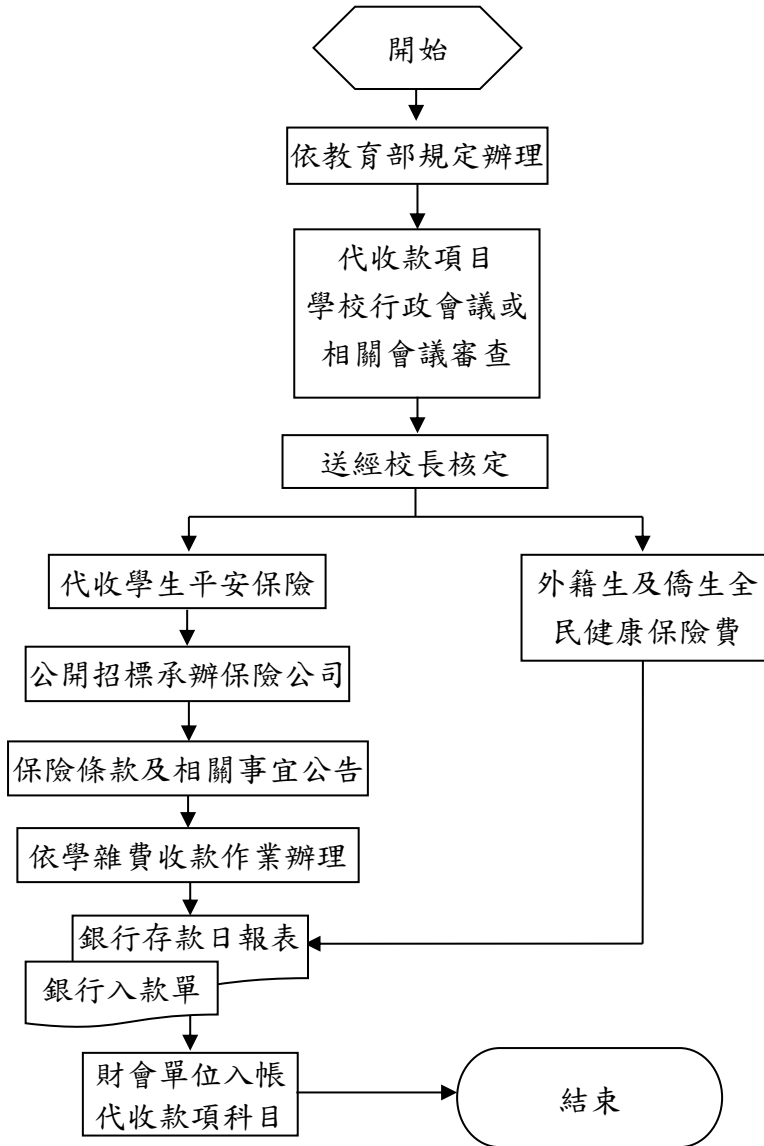 開始
依教育部規定辦理
代收款項目
學校行政會議或
相關會議審查
送經校長核定
代收學生平安保險
外籍生及僑生全
民健康保險費
公開招標承辦保險公司
保險條款及相關事宜公告
依學雜費收款作業辦理
銀行存款日報表
銀行入款單
財會單位入帳
代收款項科目
結束